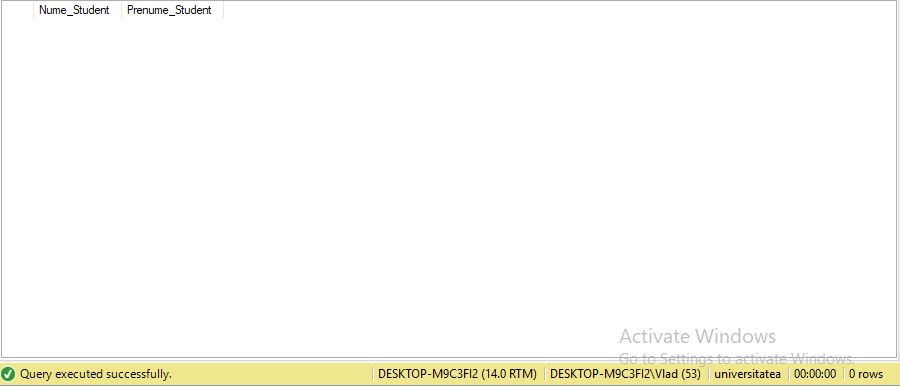 Nume_Student Prenume_Student
Activate Windows
Go to Settings to activate Windows.
Query executed successfully. DESKTOP-M9C3FI2 (14.0 RTM) DESKTOP-M9C3FI2\Vlad (53) universitatea 00:00:00 0 rows